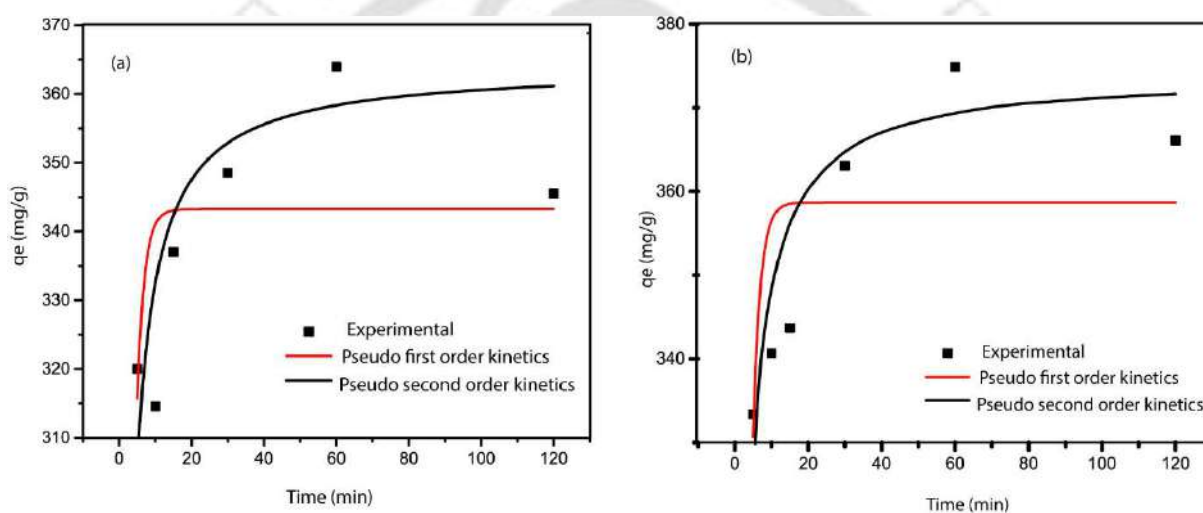 370
(a)
360
350
qe (mg/g)
340
330
Experimental
320
Pseudo first order kinetics
Pseudo second order kinetics
310
0 20 40 60 80 100 120
Time (min)
380
(b)
360
qe (mg/g)
340
Experimental
Pseudo first order kinetics
Pseudo second order kinetics
0 20 40 60 80 100 120
Time (min)